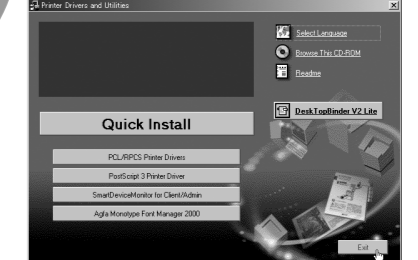 Printer Drivers and Utilities
Select Language
Browse This CD-ROM
Readme
DeskTopBinder V2 Lite
Quick Install
PCL/RPCS Printer Drivers
PostScript 3 Printer Driver
SmartDeviceMonitor for Client/Admin
Agfa Monotype Font Manager 2000
Exit